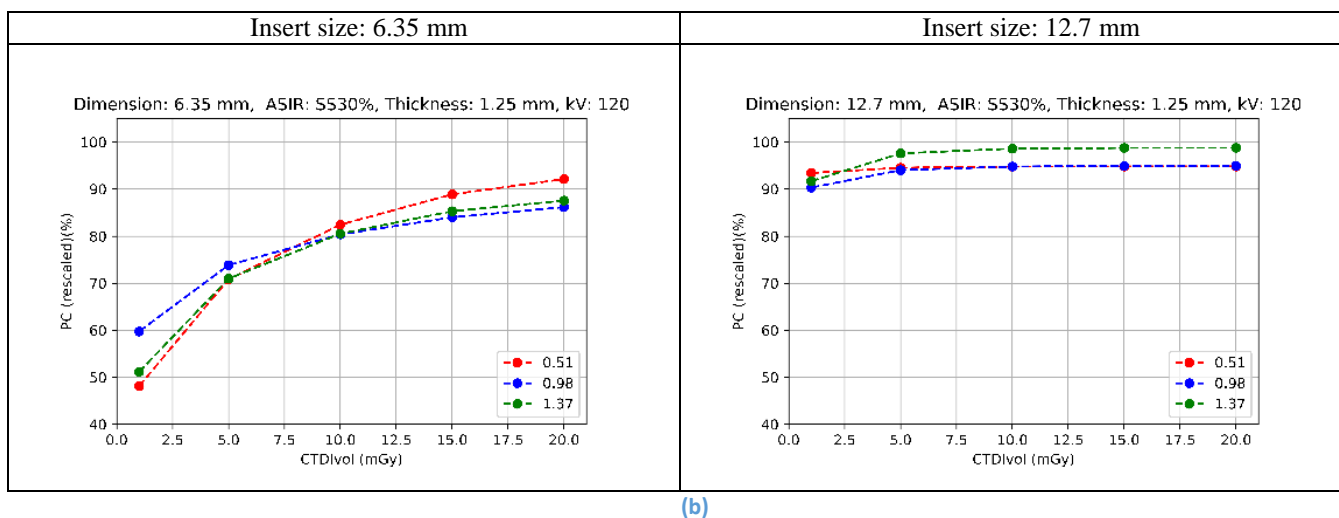 Insert size: 6.35 mm
Insert size: 12.7 mm
Dimension: 6.35 mm, ASIR: SS30%, Thickness: 1.25 mm, kV: 120
100
90
80
70
60
50
40
PC (rescaled)(%)
0.51
0.98
1.37
0.0 2.5 5.0 7.5 10.0 12.5 15.0 17.5 20.0
CTDIvol (mGy)
Dimension: 12.7 mm, ASIR: SS30%, Thickness: 1.25 mm, kV: 120
100
90
80
70
60
50
40
PC (rescaled)(%)
0.51
0.98
1.37
0.0 2.5 5.0 7.5 10.0 12.5 15.0 17.5 20.0
CTDIvol (mGy)
(b)